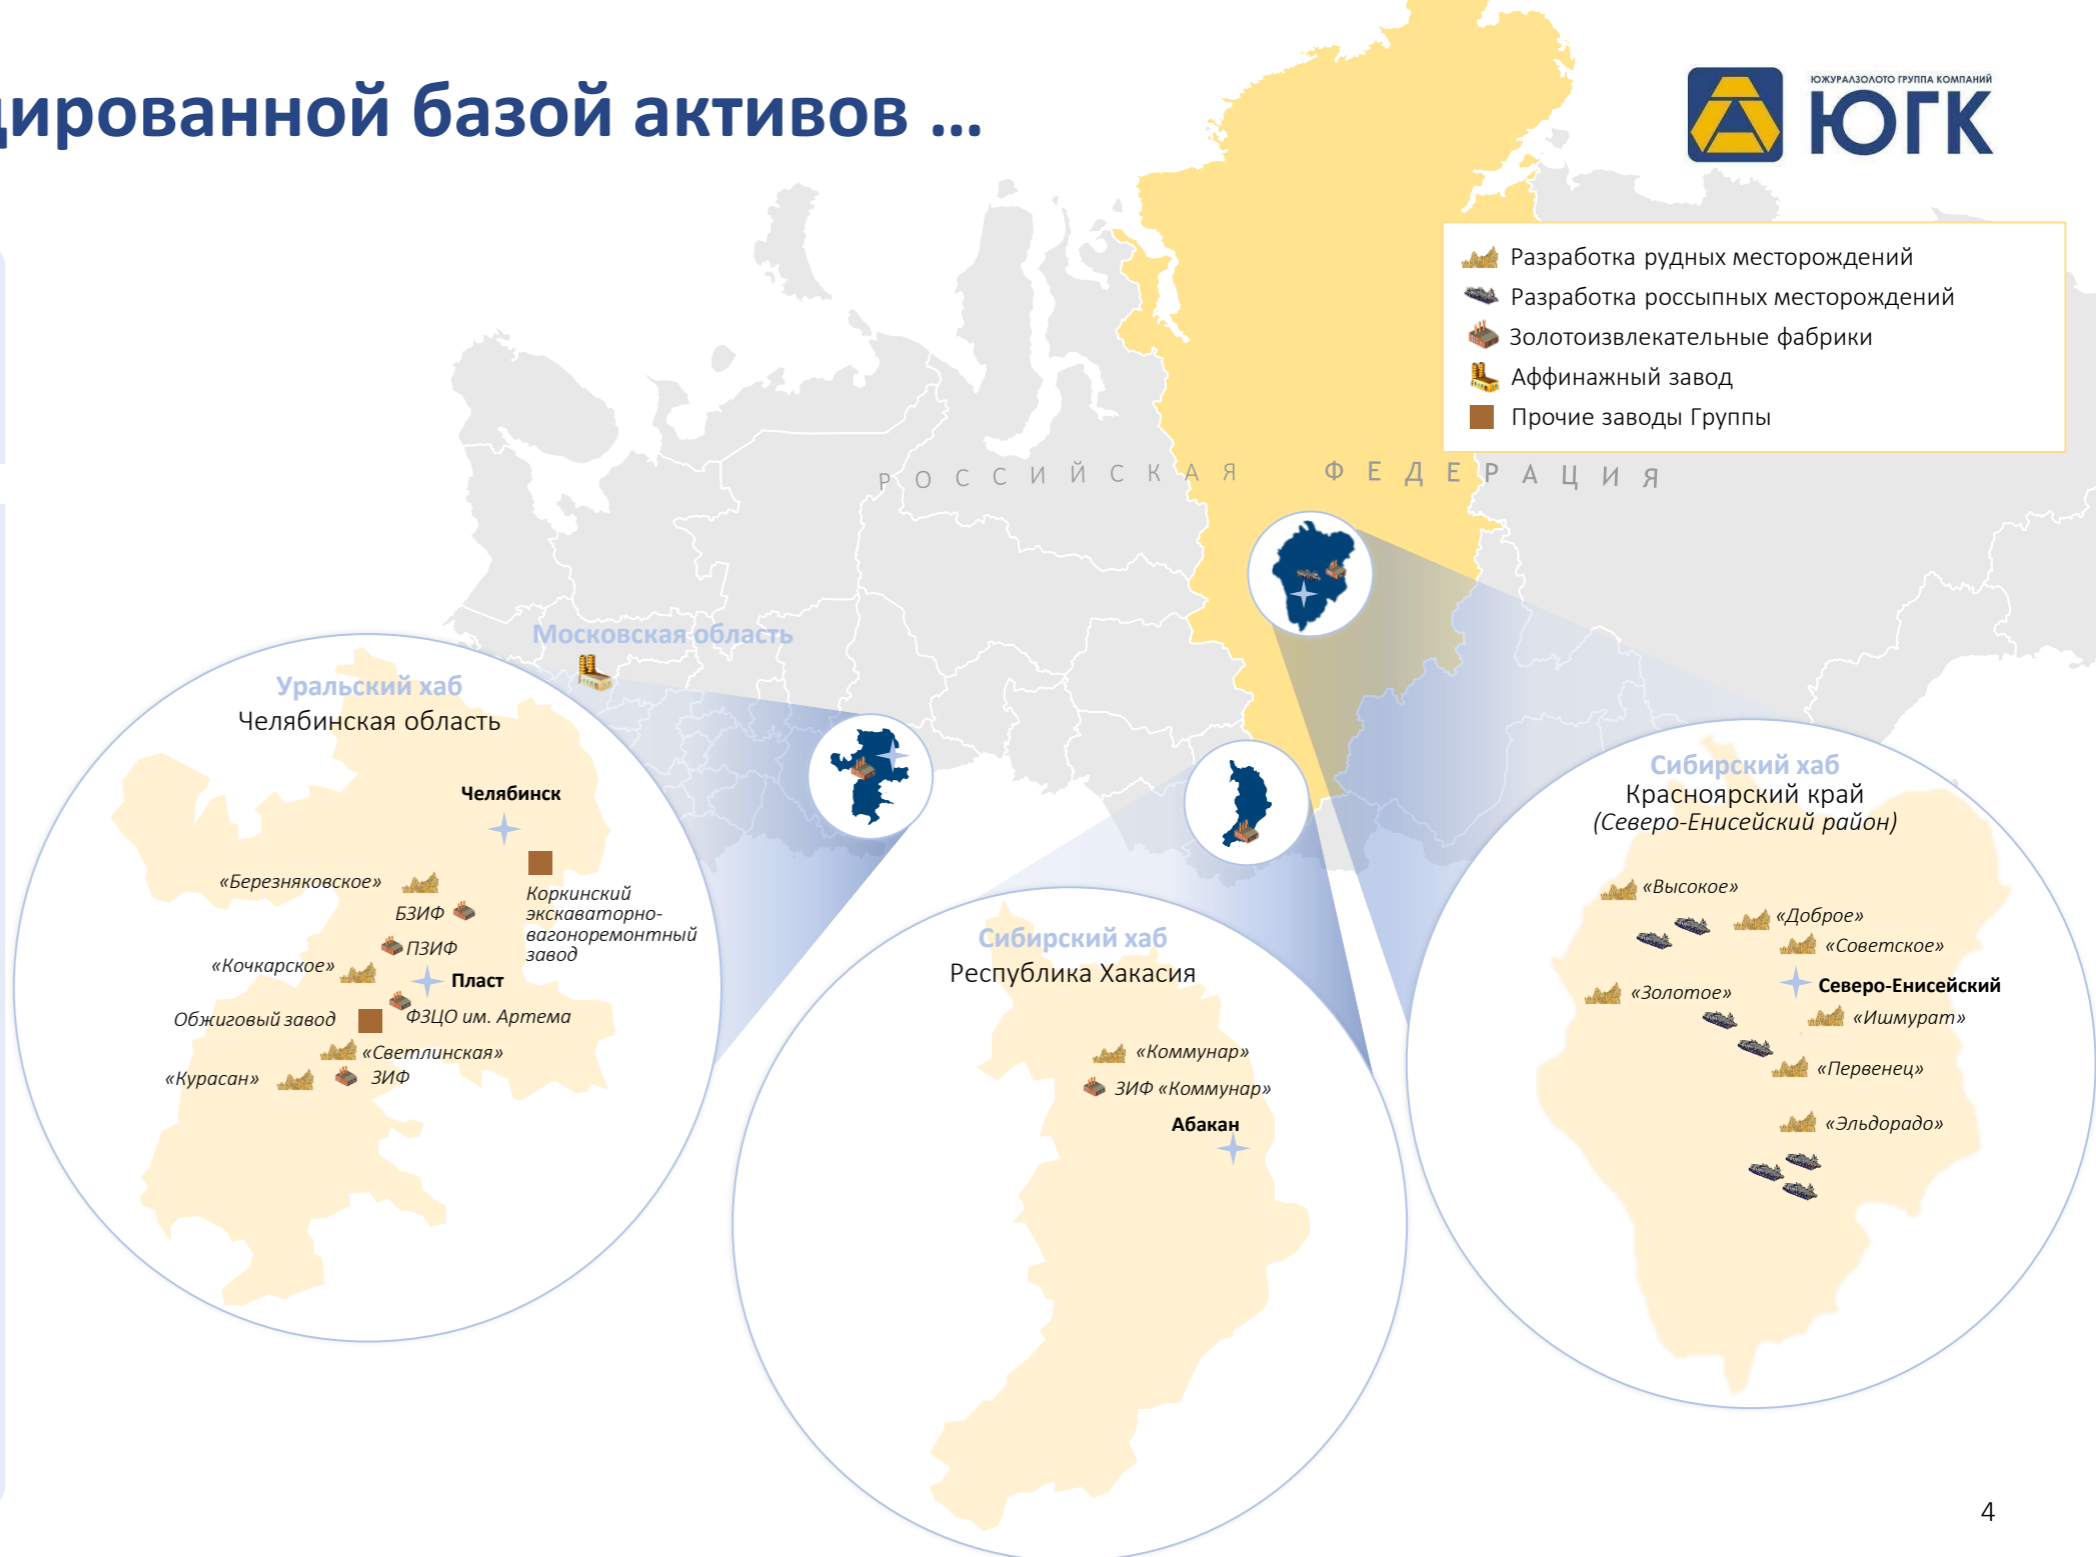 цированной базой активов ...
ЮЖУРАЛЗОЛОТО ГРУППА КОМПАНИЙ
ЮГК
Разработка рудных месторождений
Разработка россыпных месторождений
Золотоизвлекательные фабрики
Аффинажный завод
Прочие заводы Группы
РОССИЙСКАЯ ФЕДЕРАЦИЯ
Московская область
Уральский хаб
Челябинская область
Челябинск
«Березняковское»
БЗИФ
Коркинский
экскаваторно-
вагоноремонтный
завод
ПЗИФ
«Кочкарское»
Пласт
Обжиговый завод
ФЗЦО им. Артема
«Светлинская»
«Курасан»
ЗИФ
Сибирский хаб
Республика Хакасия
«Коммунар»
ЗИФ «Коммунар»
Абакан
Сибирский хаб
Красноярский край
(Северо-Енисейский район)
«Высокое»
«Доброе»
«Советское»
Северо-Енисейский
«Золотое»
«Ишмурат»
«Первенец»
«Эльдорадо»
4